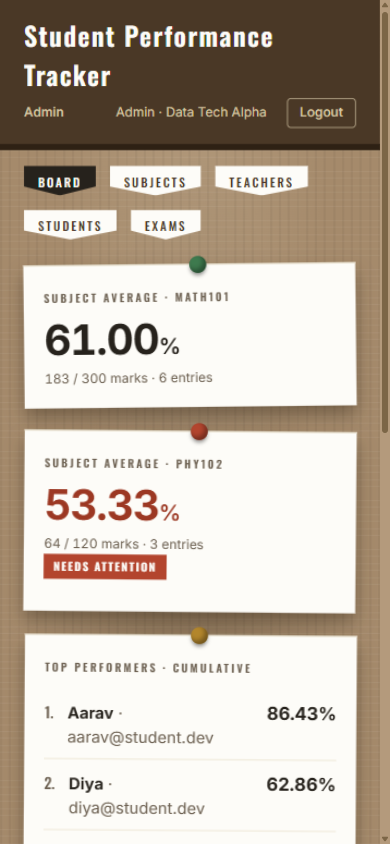 Student Performance
Tracker
Admin Admin · Data Tech Alpha Logout
BOARD SUBJECTS TEACHERS
STUDENTS EXAMS
SUBJECT AVERAGE · MATH101
61.00%
183 / 300 marks · 6 entries
SUBJECT AVERAGE · PHY102
53.33%
64 / 120 marks · 3 entries
NEEDS ATTENTION
TOP PERFORMERS · CUMULATIVE
1. Aarav · 86.43%
aarav@student.dev
2. Diya · 62.86%
diya@student.dev